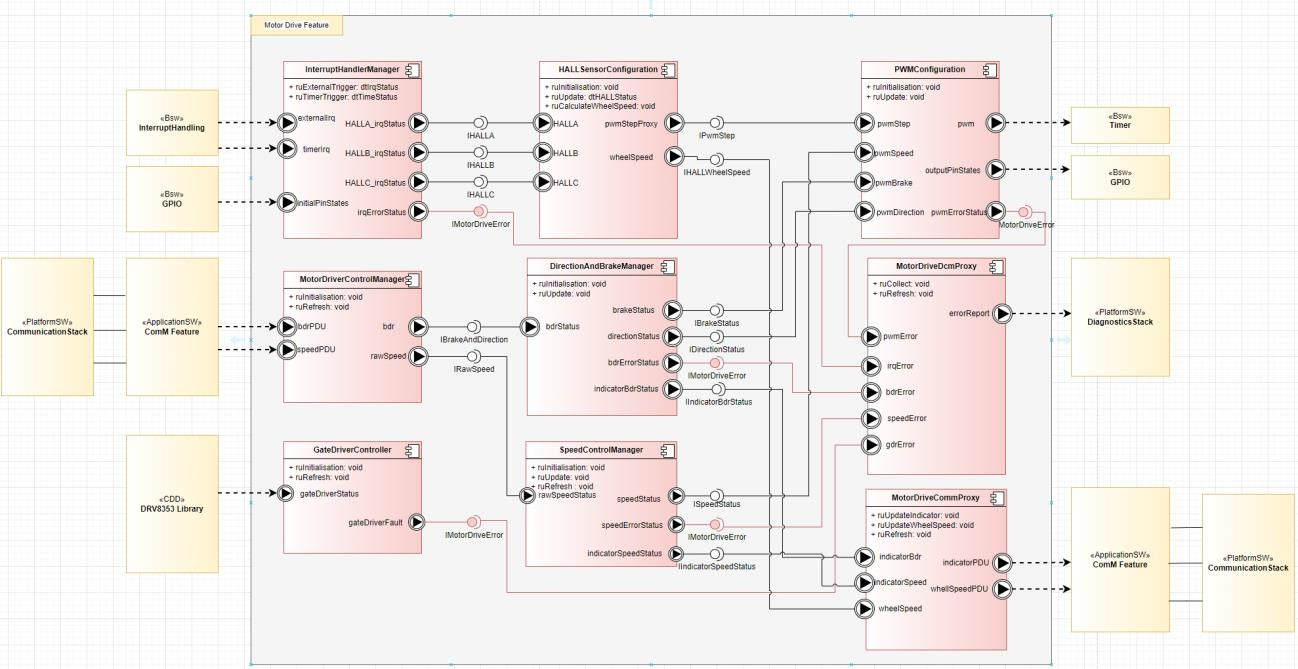 Motor Drive Feature
«Bsw»
InterruptHandling
«Bsw»
GPIO
«PlatformSW»
CommunicationStack
«ApplicationSW»
ComM Feature
«CDD»
DRV8353 Library
InterruptHandlerManager
+ ruExternalTrigger: dtIrqStatus
+ ruTimerTrigger: dtTimeStatus
externalIrq
timerIrq
initialPinStates
HALLA_irqStatus
HALLB_irqStatus
HALLC_irqStatus
irqErrorStatus
IHALLA
IHALLB
IHALLC
IMotorDriveError
HALLSensorConfiguration
+ ruInitialisation: void
+ ruUpdate: dtHALLStatus
+ ruCalculateWheelSpeed: void
HALLA
HALLB
HALLC
pwmStepProxy
wheelSpeed
IPwmStep
IHALLWheelSpeed
PWMConfiguration
+ ruInitialisation: void
+ ruUpdate: void
pwmStep
pwmSpeed
pwmBrake
pwmDirection
pwm
outputPinStates
pwmErrorStatus
MotorDriveError
«Bsw»
Timer
«Bsw»
GPIO
MotorDriverControlManager
+ ruInitialisation: void
+ ruRefresh: void
bdrPDU
speedPDU
bdr
rawSpeed
IBrakeAndDirection
IRawSpeed
DirectionAndBrakeManager
+ ruInitialisation: void
+ ruUpdate: void
bdrStatus
brakeStatus
directionStatus
bdrErrorStatus
indicatorBdrStatus
IBrakeStatus
IDirectionStatus
IMotorDriveError
IIndicatorBdrStatus
MotorDriveDcmProxy
+ ruCollect: void
+ ruRefresh: void
errorReport
pwmError
irqError
bdrError
speedError
gdrError
«PlatformSW»
DiagnosticsStack
GateDriverController
+ ruInitialisation: void
+ ruRefresh: void
gateDriverStatus
gateDriverFault
IMotorDriveError
SpeedControlManager
+ ruInitialisation: void
+ ruUpdate: void
+ ruRefresh : void
rawSpeedStatus
speedStatus
speedErrorStatus
indicatorSpeedStatus
ISpeedStatus
IMotorDriveError
IIndicatorSpeedStatus
MotorDriveCommProxy
+ ruUpdateIndicator: void
+ ruUpdateWheelSpeed: void
+ ruRefresh: void
indicatorBdr
indicatorSpeed
wheelSpeed
indicatorPDU
whellSpeedPDU
«ApplicationSW»
ComM Feature
«PlatformSW»
CommunicationStack